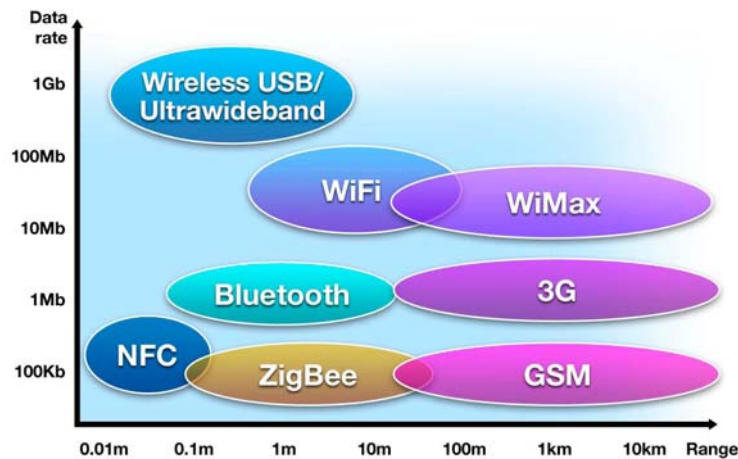 Data
rate
1Gb
Wireless USB/
Ultrawideband
100Mb
WiFi
WiMax
10Mb
1Mb
Bluetooth
3G
NFC
100Kb
ZigBee
GSM
0.01m 0.1m 1m 10m 100m 1km 10km Range